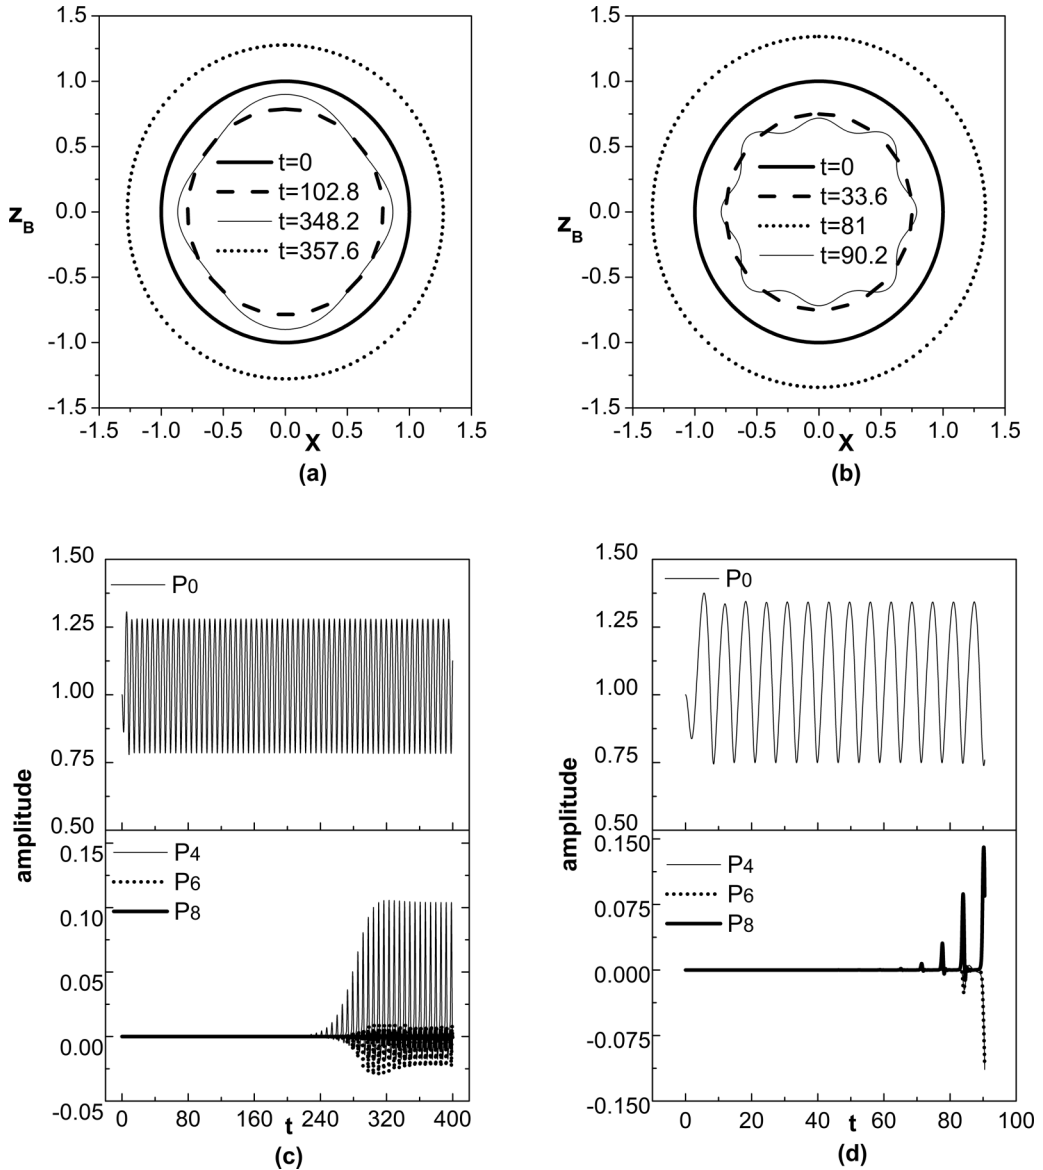 1.5
1.0
0.5
0.0
-0.5
-1.0
-1.5
z_B
t=0
t=102.8
t=348.2
t=357.6
-1.5 -1.0 -0.5 0.0 0.5 1.0 1.5
X
(a)
1.5
1.0
0.5
0.0
-0.5
-1.0
-1.5
z_B
t=0
t=33.6
t=81
t=90.2
-1.5 -1.0 -0.5 0.0 0.5 1.0 1.5
X
(b)
1.50
1.25
1.00
0.75
0.50
P0
amplitude
0.15
0.10
0.05
0.00
-0.05
P4
P6
P8
0 80 160 240 320 400
t
(c)
1.50
1.25
1.00
0.75
0.50
P0
amplitude
0.150
0.075
0.000
-0.075
-0.150
P4
P6
P8
0 20 40 60 80 100
t
(d)